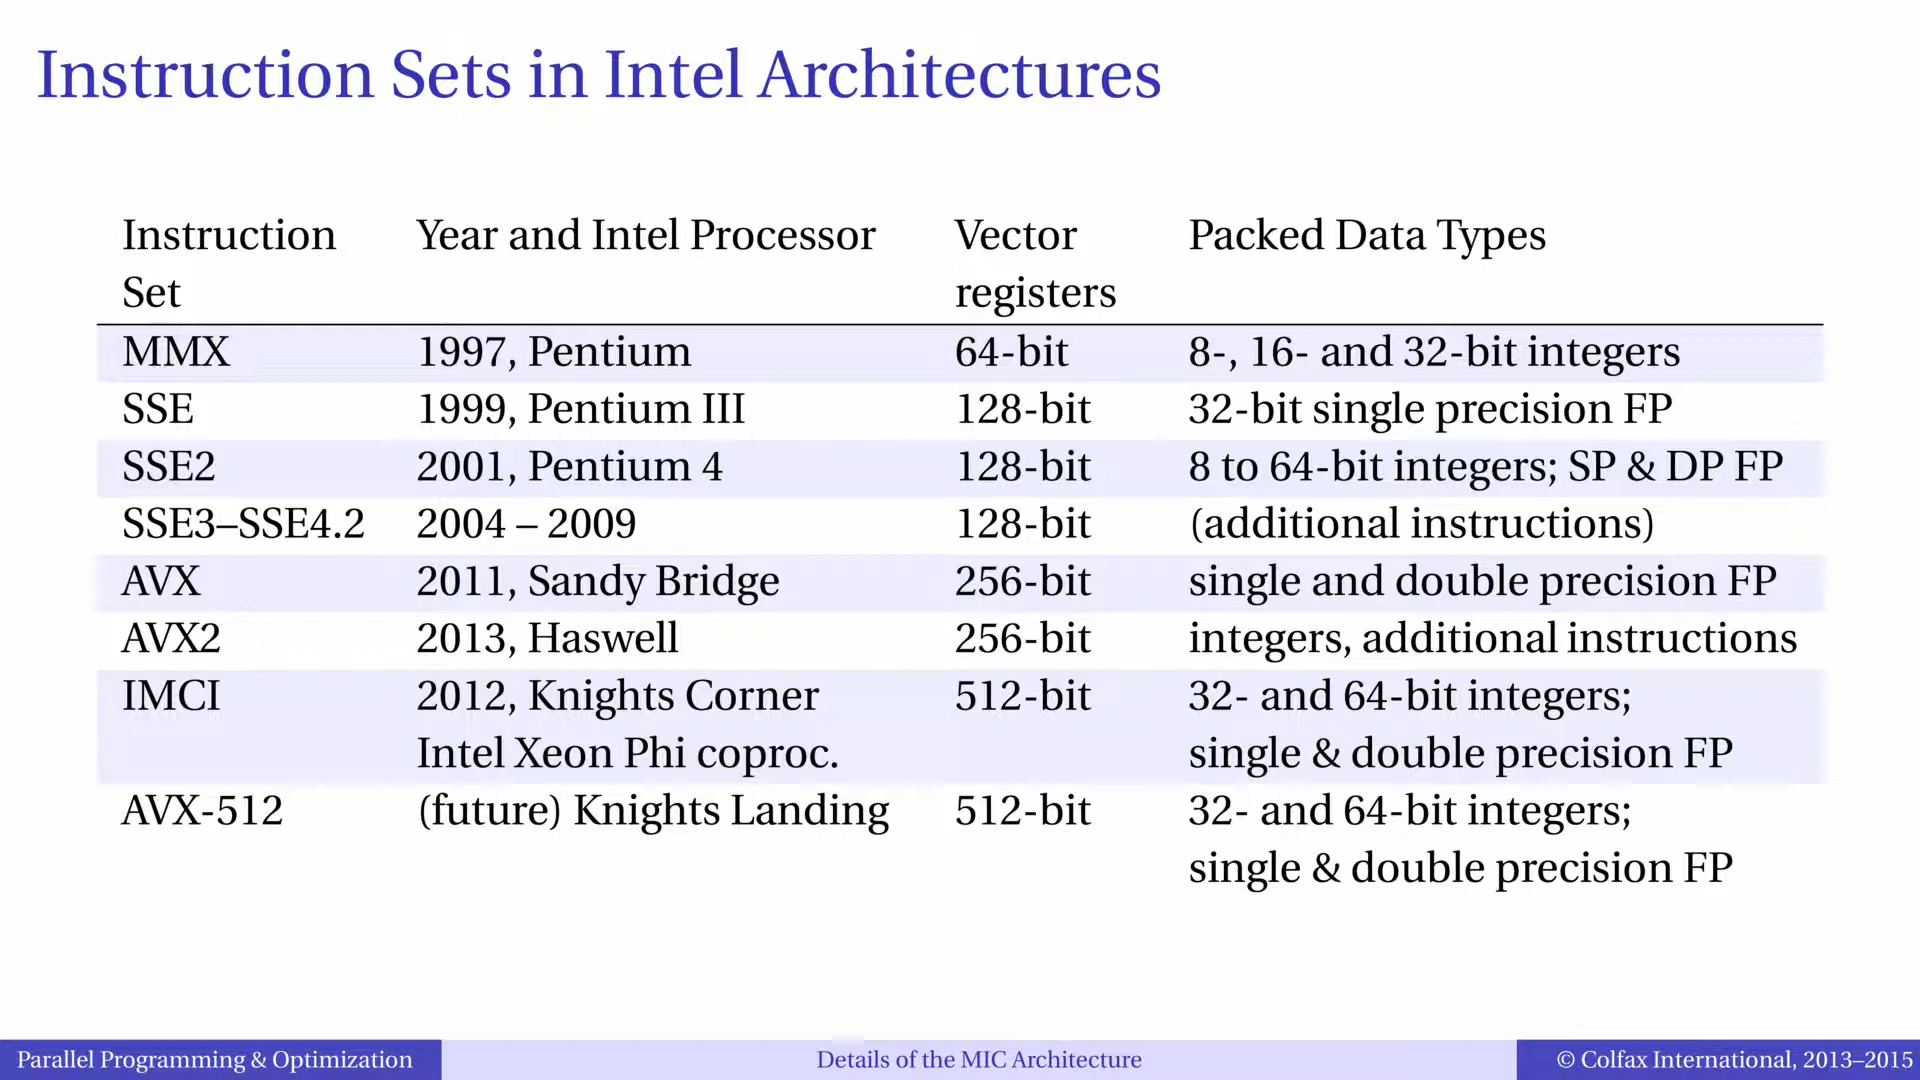 Instruction Sets in Intel Architectures
Instruction Year and Intel Processor Vector Packed Data Types
Set registers
MMX 1997, Pentium 64-bit 8-, 16- and 32-bit integers
SSE 1999, Pentium III 128-bit 32-bit single precision FP
SSE2 2001, Pentium 4 128-bit 8 to 64-bit integers; SP & DP FP
SSE3–SSE4.2 2004 – 2009 128-bit (additional instructions)
AVX 2011, Sandy Bridge 256-bit single and double precision FP
AVX2 2013, Haswell 256-bit integers, additional instructions
IMCI 2012, Knights Corner 512-bit 32- and 64-bit integers;
Intel Xeon Phi coproc. single & double precision FP
AVX-512 (future) Knights Landing 512-bit 32- and 64-bit integers;
single & double precision FP
Parallel Programming & Optimization Details of the MIC Architecture © Colfax International, 2013–2015